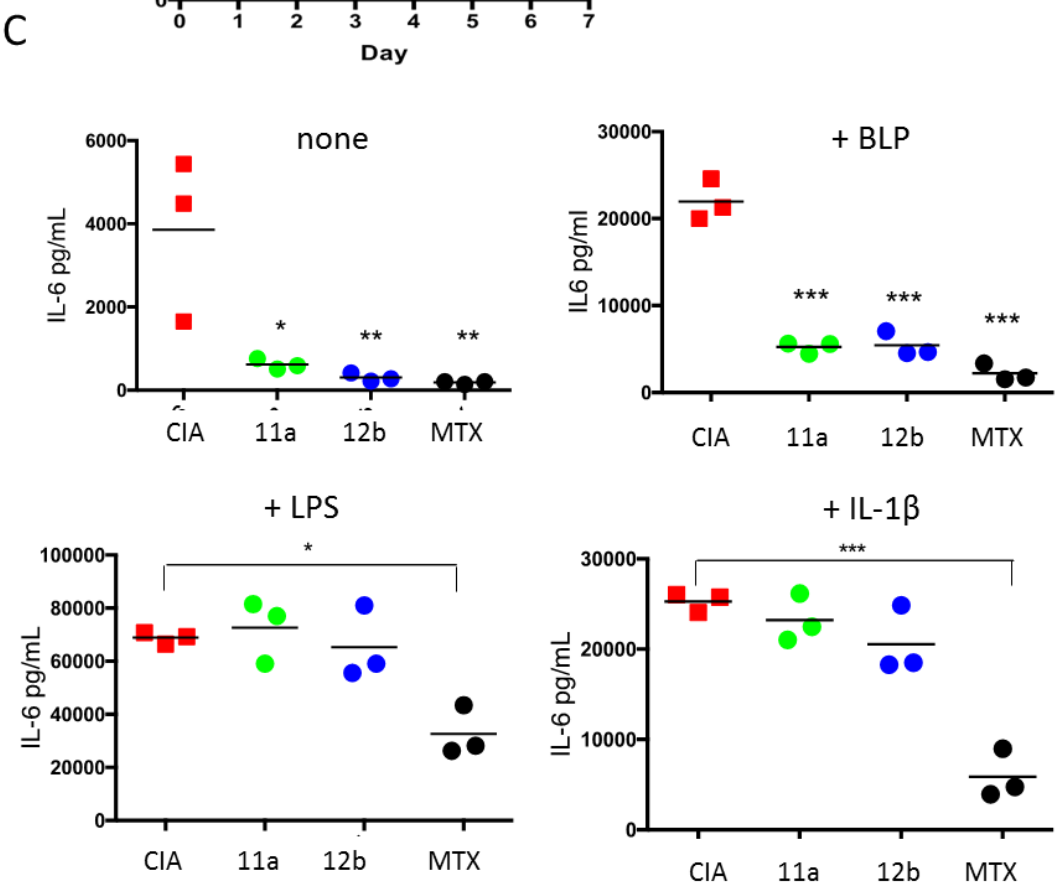 C
0
0 1 2 3 4 5 6 7
Day
none
6000
4000
2000
0
IL-6 pg/mL
*
**
**
CIA 11a 12b MTX
+ BLP
30000
20000
10000
0
IL6 pg/ml
***
***
***
CIA 11a 12b MTX
+ LPS
*
100000
80000
60000
40000
20000
0
IL-6 pg/mL
CIA 11a 12b MTX
+ IL-1β
***
30000
20000
10000
0
IL-6 pg/mL
CIA 11a 12b MTX